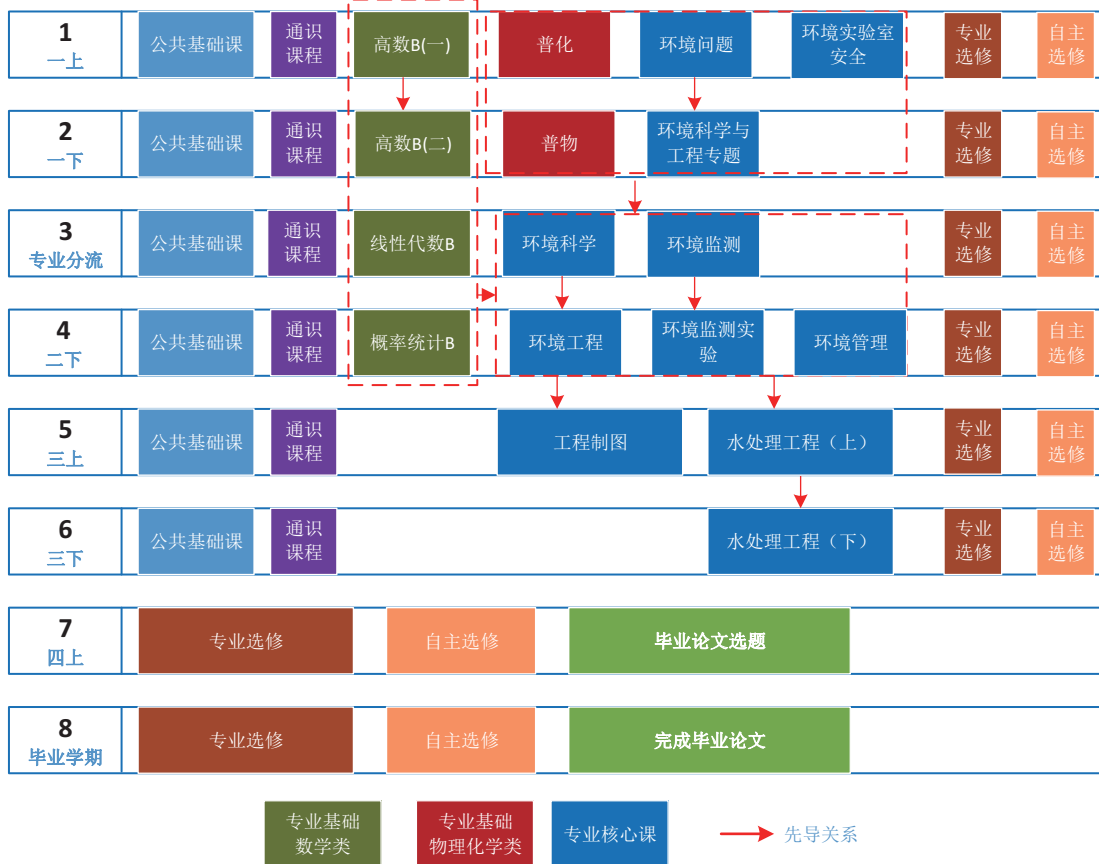 1
一上
公共基础课
通识
课程
高数B(一)
普化
环境问题
环境实验室
安全
专业
选修
自主
选修
2
一下
公共基础课
通识
课程
高数B(二)
普物
环境科学与
工程专题
专业
选修
自主
选修
3
专业分流
公共基础课
通识
课程
线性代数B
环境科学
环境监测
专业
选修
自主
选修
4
二下
公共基础课
通识
课程
概率统计B
环境工程
环境监测实
验
环境管理
专业
选修
自主
选修
5
三上
公共基础课
通识
课程
工程制图
水处理工程（上）
专业
选修
自主
选修
6
三下
公共基础课
通识
课程
水处理工程（下）
专业
选修
自主
选修
7
四上
专业选修
自主选修
毕业论文选题
8
毕业学期
专业选修
自主选修
完成毕业论文
专业基础
数学类
专业基础
物理化学类
专业核心课
先导关系